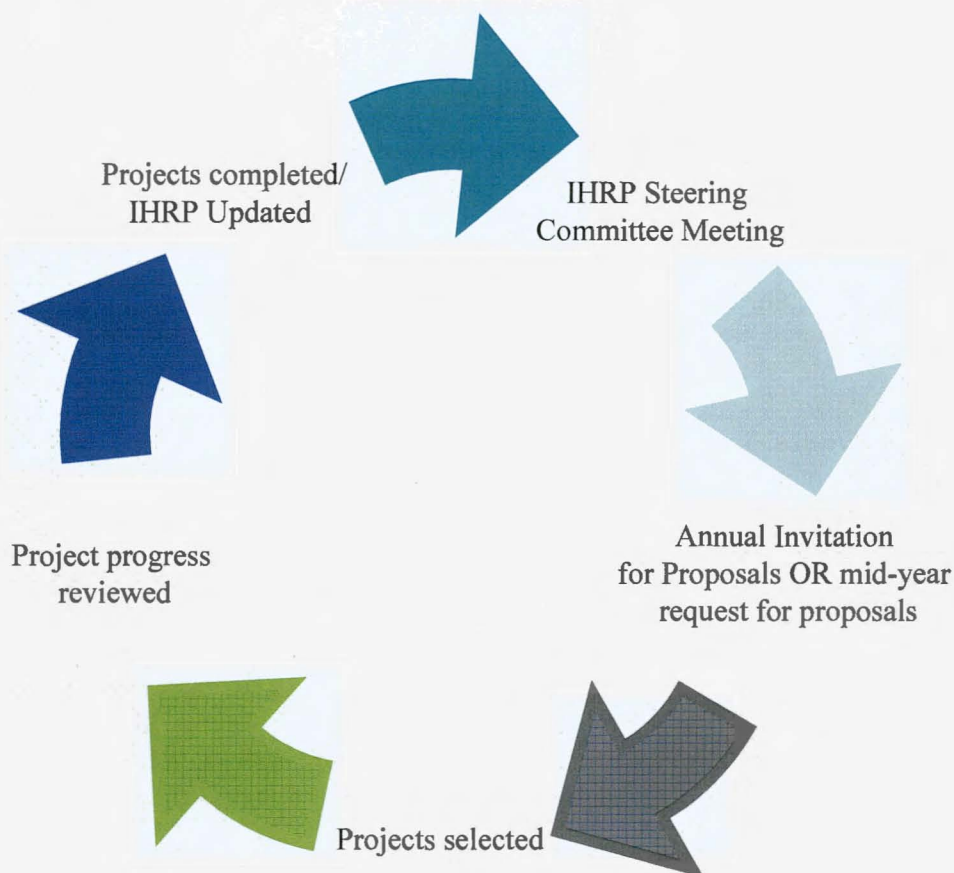 Projects completed/
IHRP Updated
IHRP Steering
Committee Meeting
Annual Invitation
for Proposals OR mid-year
request for proposals
Projects selected
Project progress
reviewed